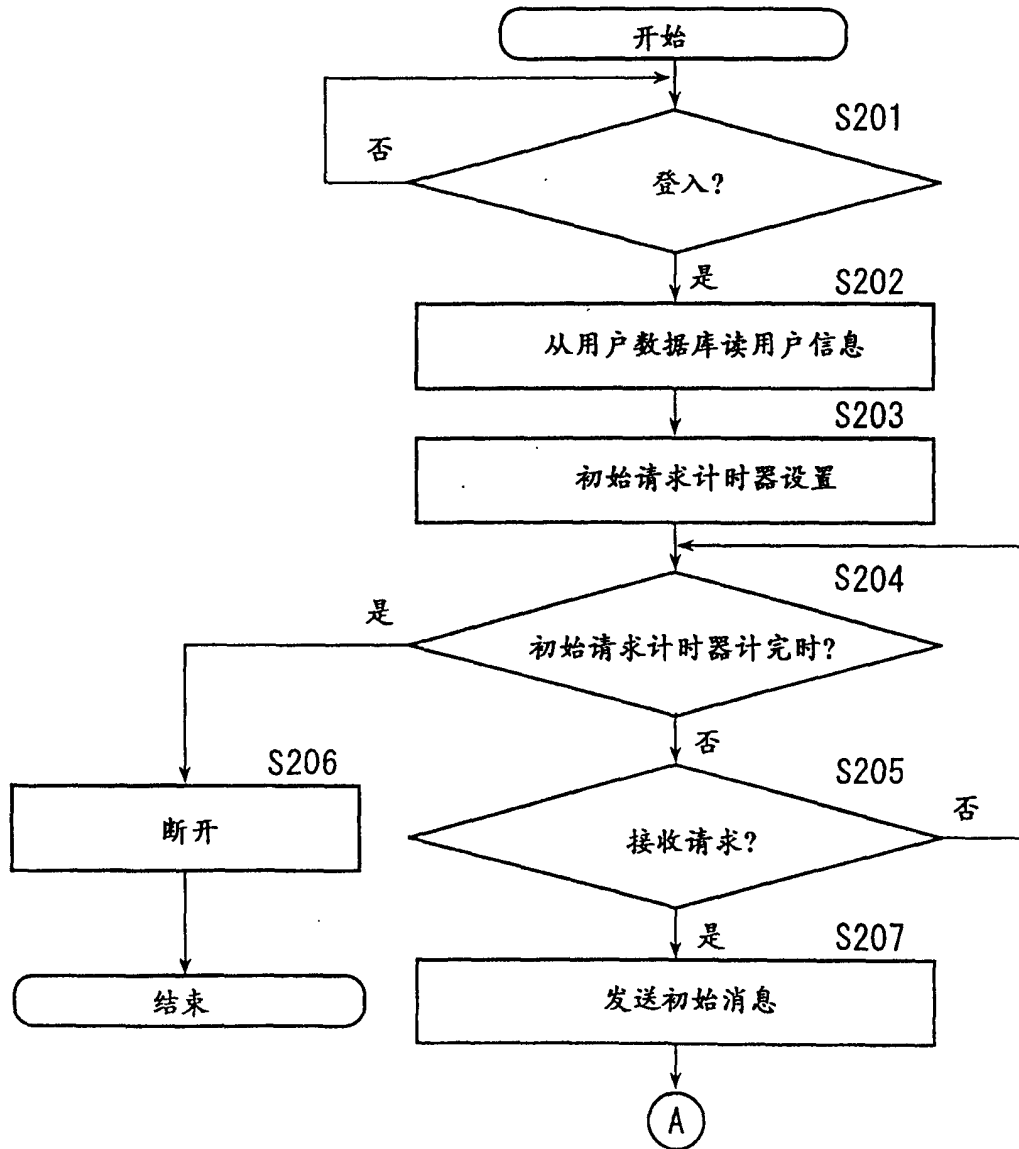 开始
S201
否
登入?
是
S202
从用户数据库读用户信息
S203
初始请求计时器设置
S204
是
初始请求计时器计完时?
否
S206
S205
断开
接收请求?
否
是
S207
结束
发送初始消息
A